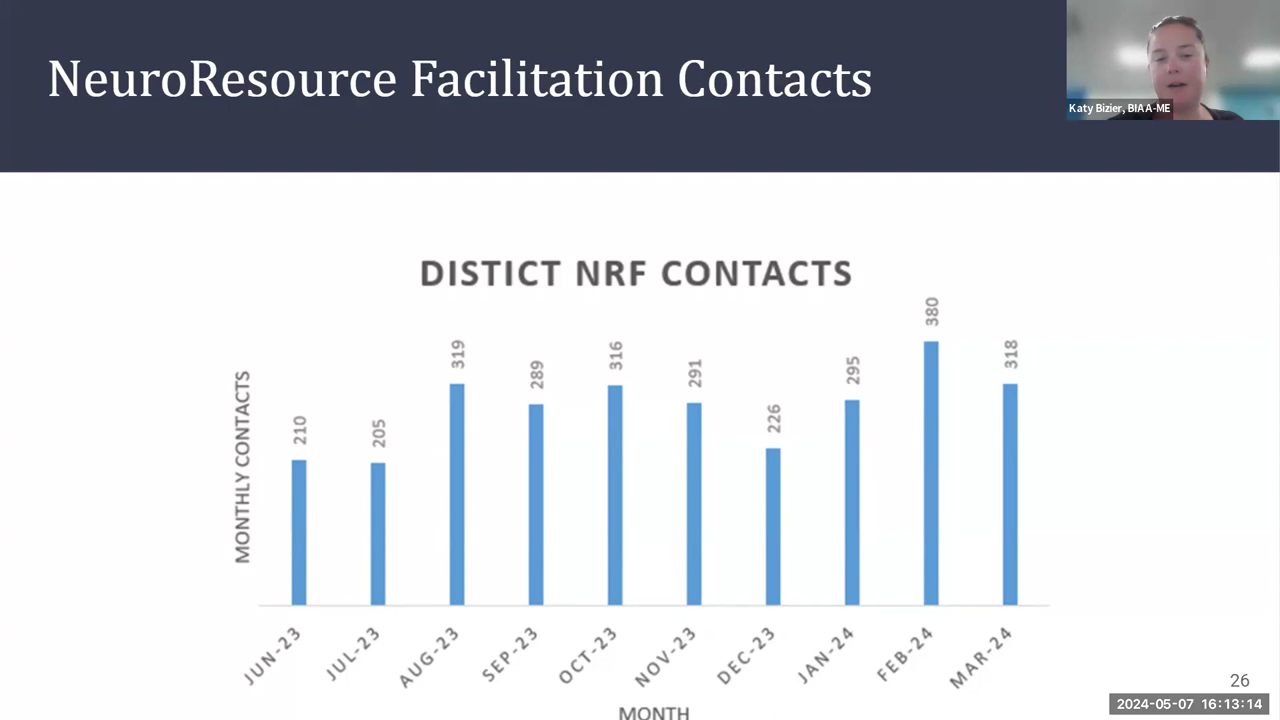 NeuroResource Facilitation Contacts
Katy Bizier, BIAA-ME
DISTICT NRF CONTACTS
MONTHLY CONTACTS
210
205
319
289
316
291
226
295
380
318
JUN-23
JUL-23
AUG-23
SEP-23
OCT-23
NOV-23
DEC-23
JAN-24
FEB-24
MAR-24
MONTH
26
2024-05-07 16:13:14